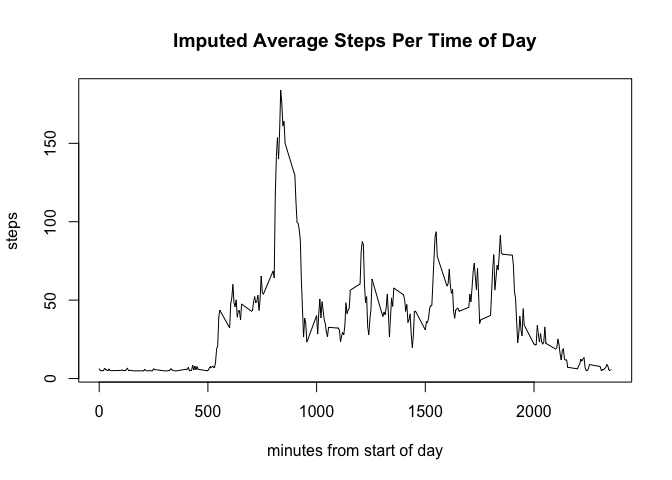 Imputed Average Steps Per Time of Day
150
100
50
0
steps
0 500 1000 1500 2000
minutes from start of day